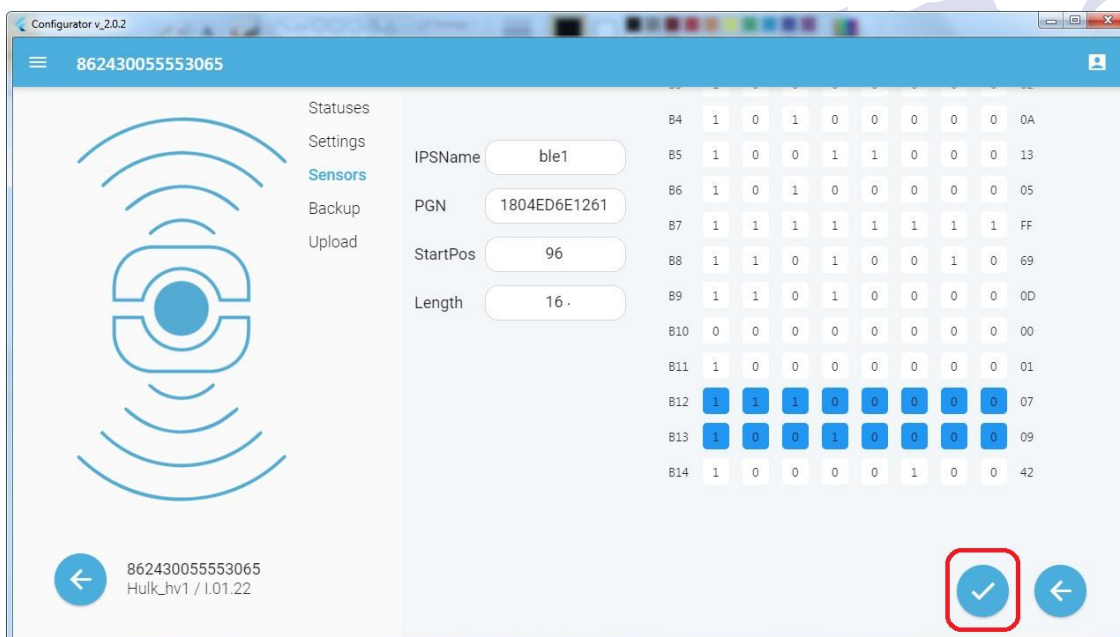 Configurator v_2.0.2
862430055553065
Statuses
Settings
Sensors
Backup
Upload
IPSName ble1
PGN 1804ED6E1261
StartPos 96
Length 16 .
B4 1 0 1 0 0 0 0 0 0A
B5 1 0 0 1 1 0 0 0 13
B6 1 0 1 0 0 0 0 0 05
B7 1 1 1 1 1 1 1 1 FF
B8 1 1 0 1 0 0 1 0 69
B9 1 1 0 1 0 0 0 0 0D
B10 0 0 0 0 0 0 0 0 00
B11 1 0 0 0 0 0 0 0 01
B12 1 1 1 0 0 0 0 0 07
B13 1 0 0 1 0 0 0 0 09
B14 1 0 0 0 0 1 0 0 42
862430055553065
Hulk_hv1 / I.01.22